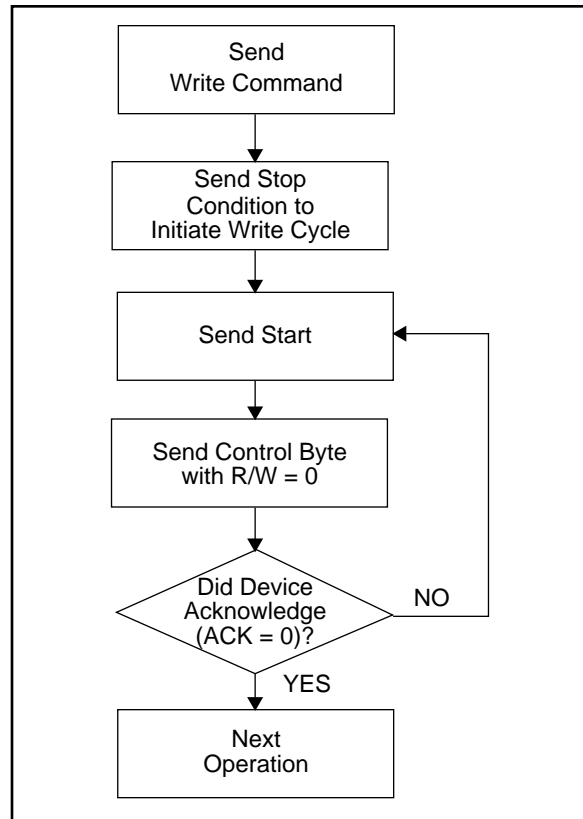 Send
Write Command
Send Stop
Condition to
Initiate Write Cycle
Send Start
Send Control Byte
with R/W = 0
Did Device
Acknowledge
(ACK = 0)?
NO
YES
Next
Operation